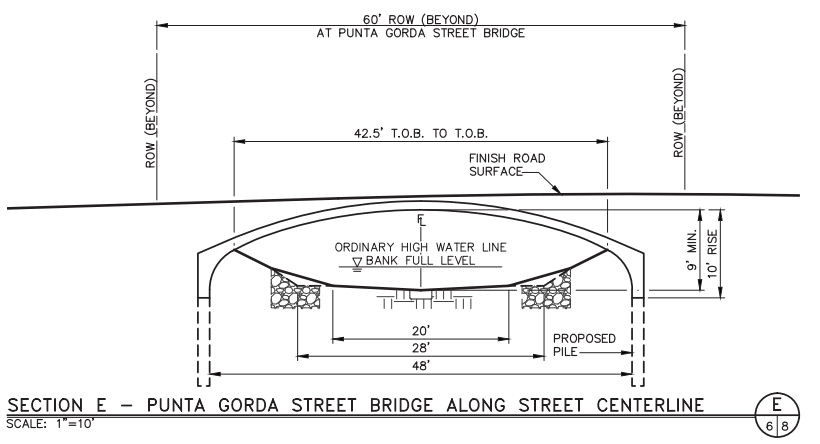 60' ROW (BEYOND)
AT PUNTA GORDA STREET BRIDGE
ROW (BEYOND)
ROW (BEYOND)
42.5' T.O.B. TO T.O.B.
FINISH ROAD
SURFACE
℄
ORDINARY HIGH WATER LINE
BANK FULL LEVEL
9' MIN.
10' RISE
20'
28'
48'
PROPOSED
PILE
SECTION E - PUNTA GORDA STREET BRIDGE ALONG STREET CENTERLINE
SCALE: 1"=10'
E
6 8